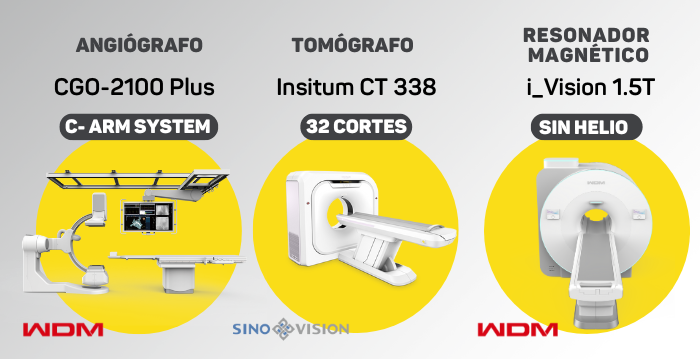 ANGIÓGRAFO
CGO-2100 Plus
C- ARM SYSTEM
WDM
TOMÓGRAFO
Insitum CT 338
32 CORTES
SINO VISION
RESONADOR
MAGNÉTICO
i_Vision 1.5T
SIN HELIO
WDM